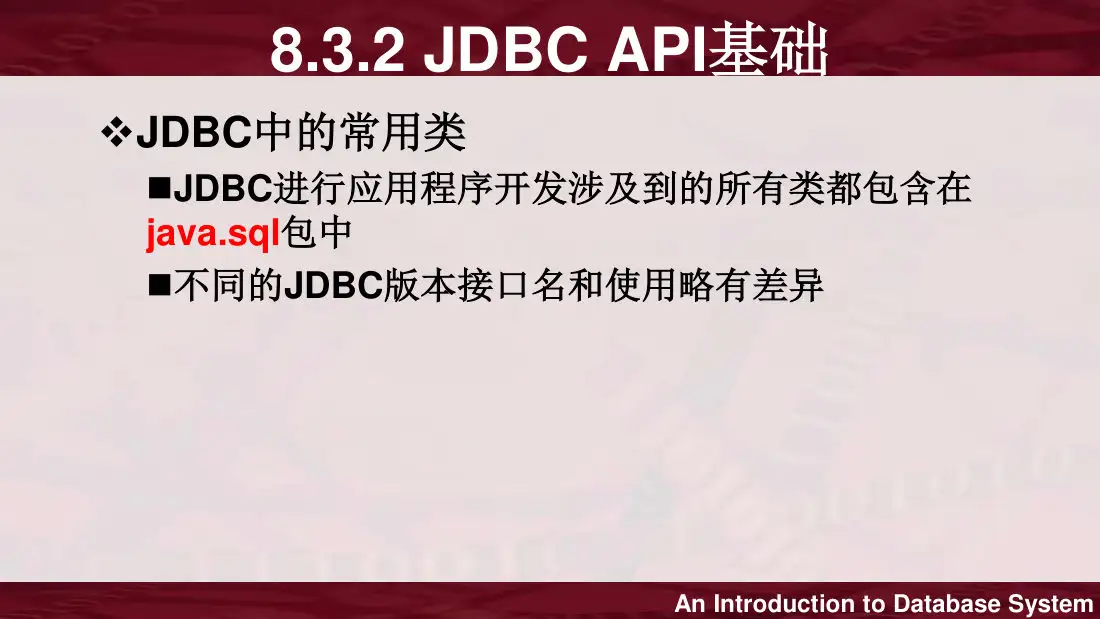 8.3.2 JDBC API基础
❖JDBC中的常用类
■JDBC进行应用程序开发涉及到的所有类都包含在
java.sql包中
■不同的JDBC版本接口名和使用略有差异
An Introduction to Database System